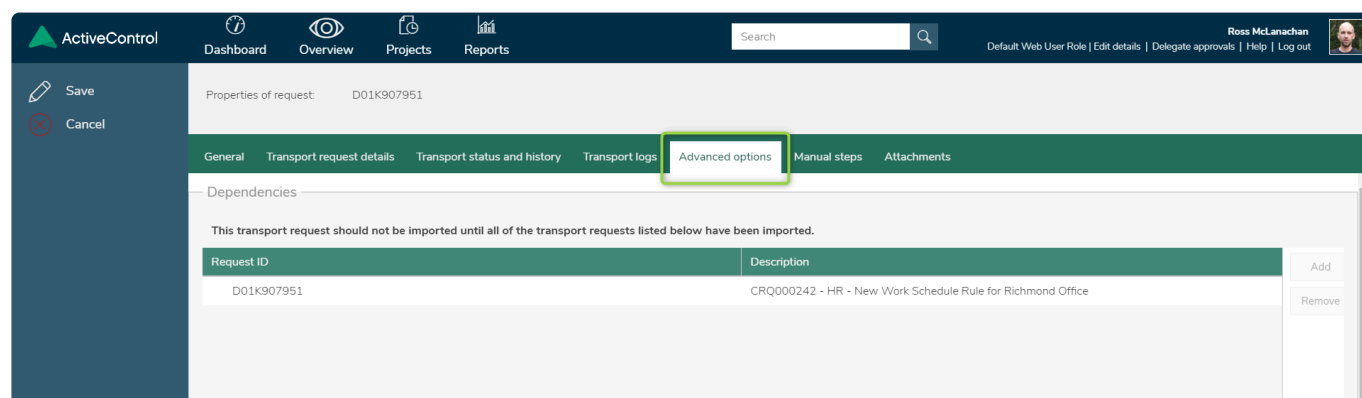 ActiveControl
Dashboard Overview Projects Reports
Search
Ross McLanachan
Default Web User Role | Edit details | Delegate approvals | Help | Log out
Save
Cancel
Properties of request: D01K907951
General Transport request details Transport status and history Transport logs Advanced options Manual steps Attachments
Dependencies
This transport request should not be imported until all of the transport requests listed below have been imported.
Request ID Description
Add
D01K907951 CRQ000242 - HR - New Work Schedule Rule for Richmond Office
Remove